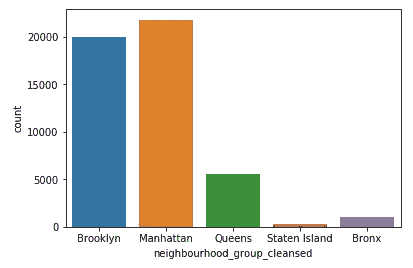 20000
15000
10000
5000
0
count
Brooklyn Manhattan Queens Staten Island Bronx
neighbourhood_group_cleansed